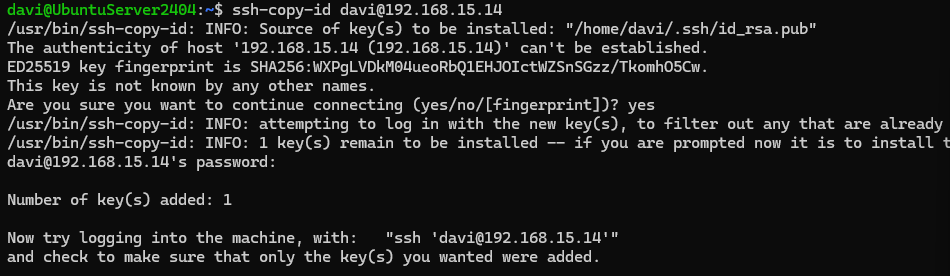 davi@UbuntuServer2404:~$ ssh-copy-id davi@192.168.15.14
/usr/bin/ssh-copy-id: INFO: Source of key(s) to be installed: "/home/davi/.ssh/id_rsa.pub"
The authenticity of host '192.168.15.14 (192.168.15.14)' can't be established.
ED25519 key fingerprint is SHA256:WXPgLVDkM04ueoRbQ1EHJOIctWZSnSGzz/TkomhO5Cw.
This key is not known by any other names.
Are you sure you want to continue connecting (yes/no/[fingerprint])? yes
/usr/bin/ssh-copy-id: INFO: attempting to log in with the new key(s), to filter out any that are already
/usr/bin/ssh-copy-id: INFO: 1 key(s) remain to be installed -- if you are prompted now it is to install t
davi@192.168.15.14's password:
Number of key(s) added: 1
Now try logging into the machine, with:   "ssh 'davi@192.168.15.14'"
and check to make sure that only the key(s) you wanted were added.